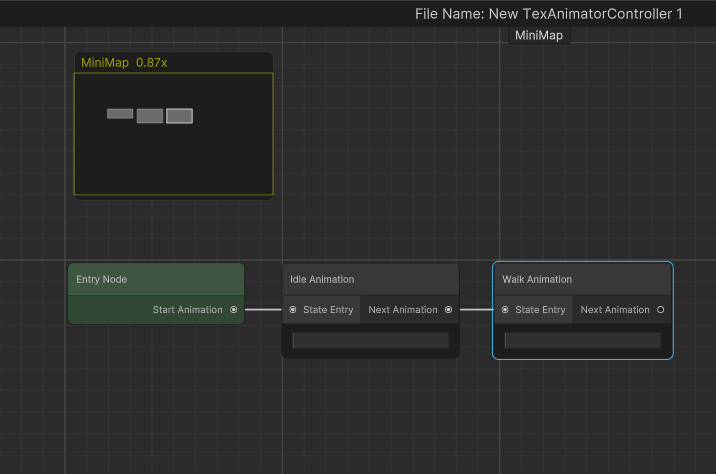 File Name: New TexAnimatorController 1
MiniMap
MiniMap 0.87x
Entry Node
Start Animation
Idle Animation
State Entry
Next Animation
Walk Animation
State Entry
Next Animation